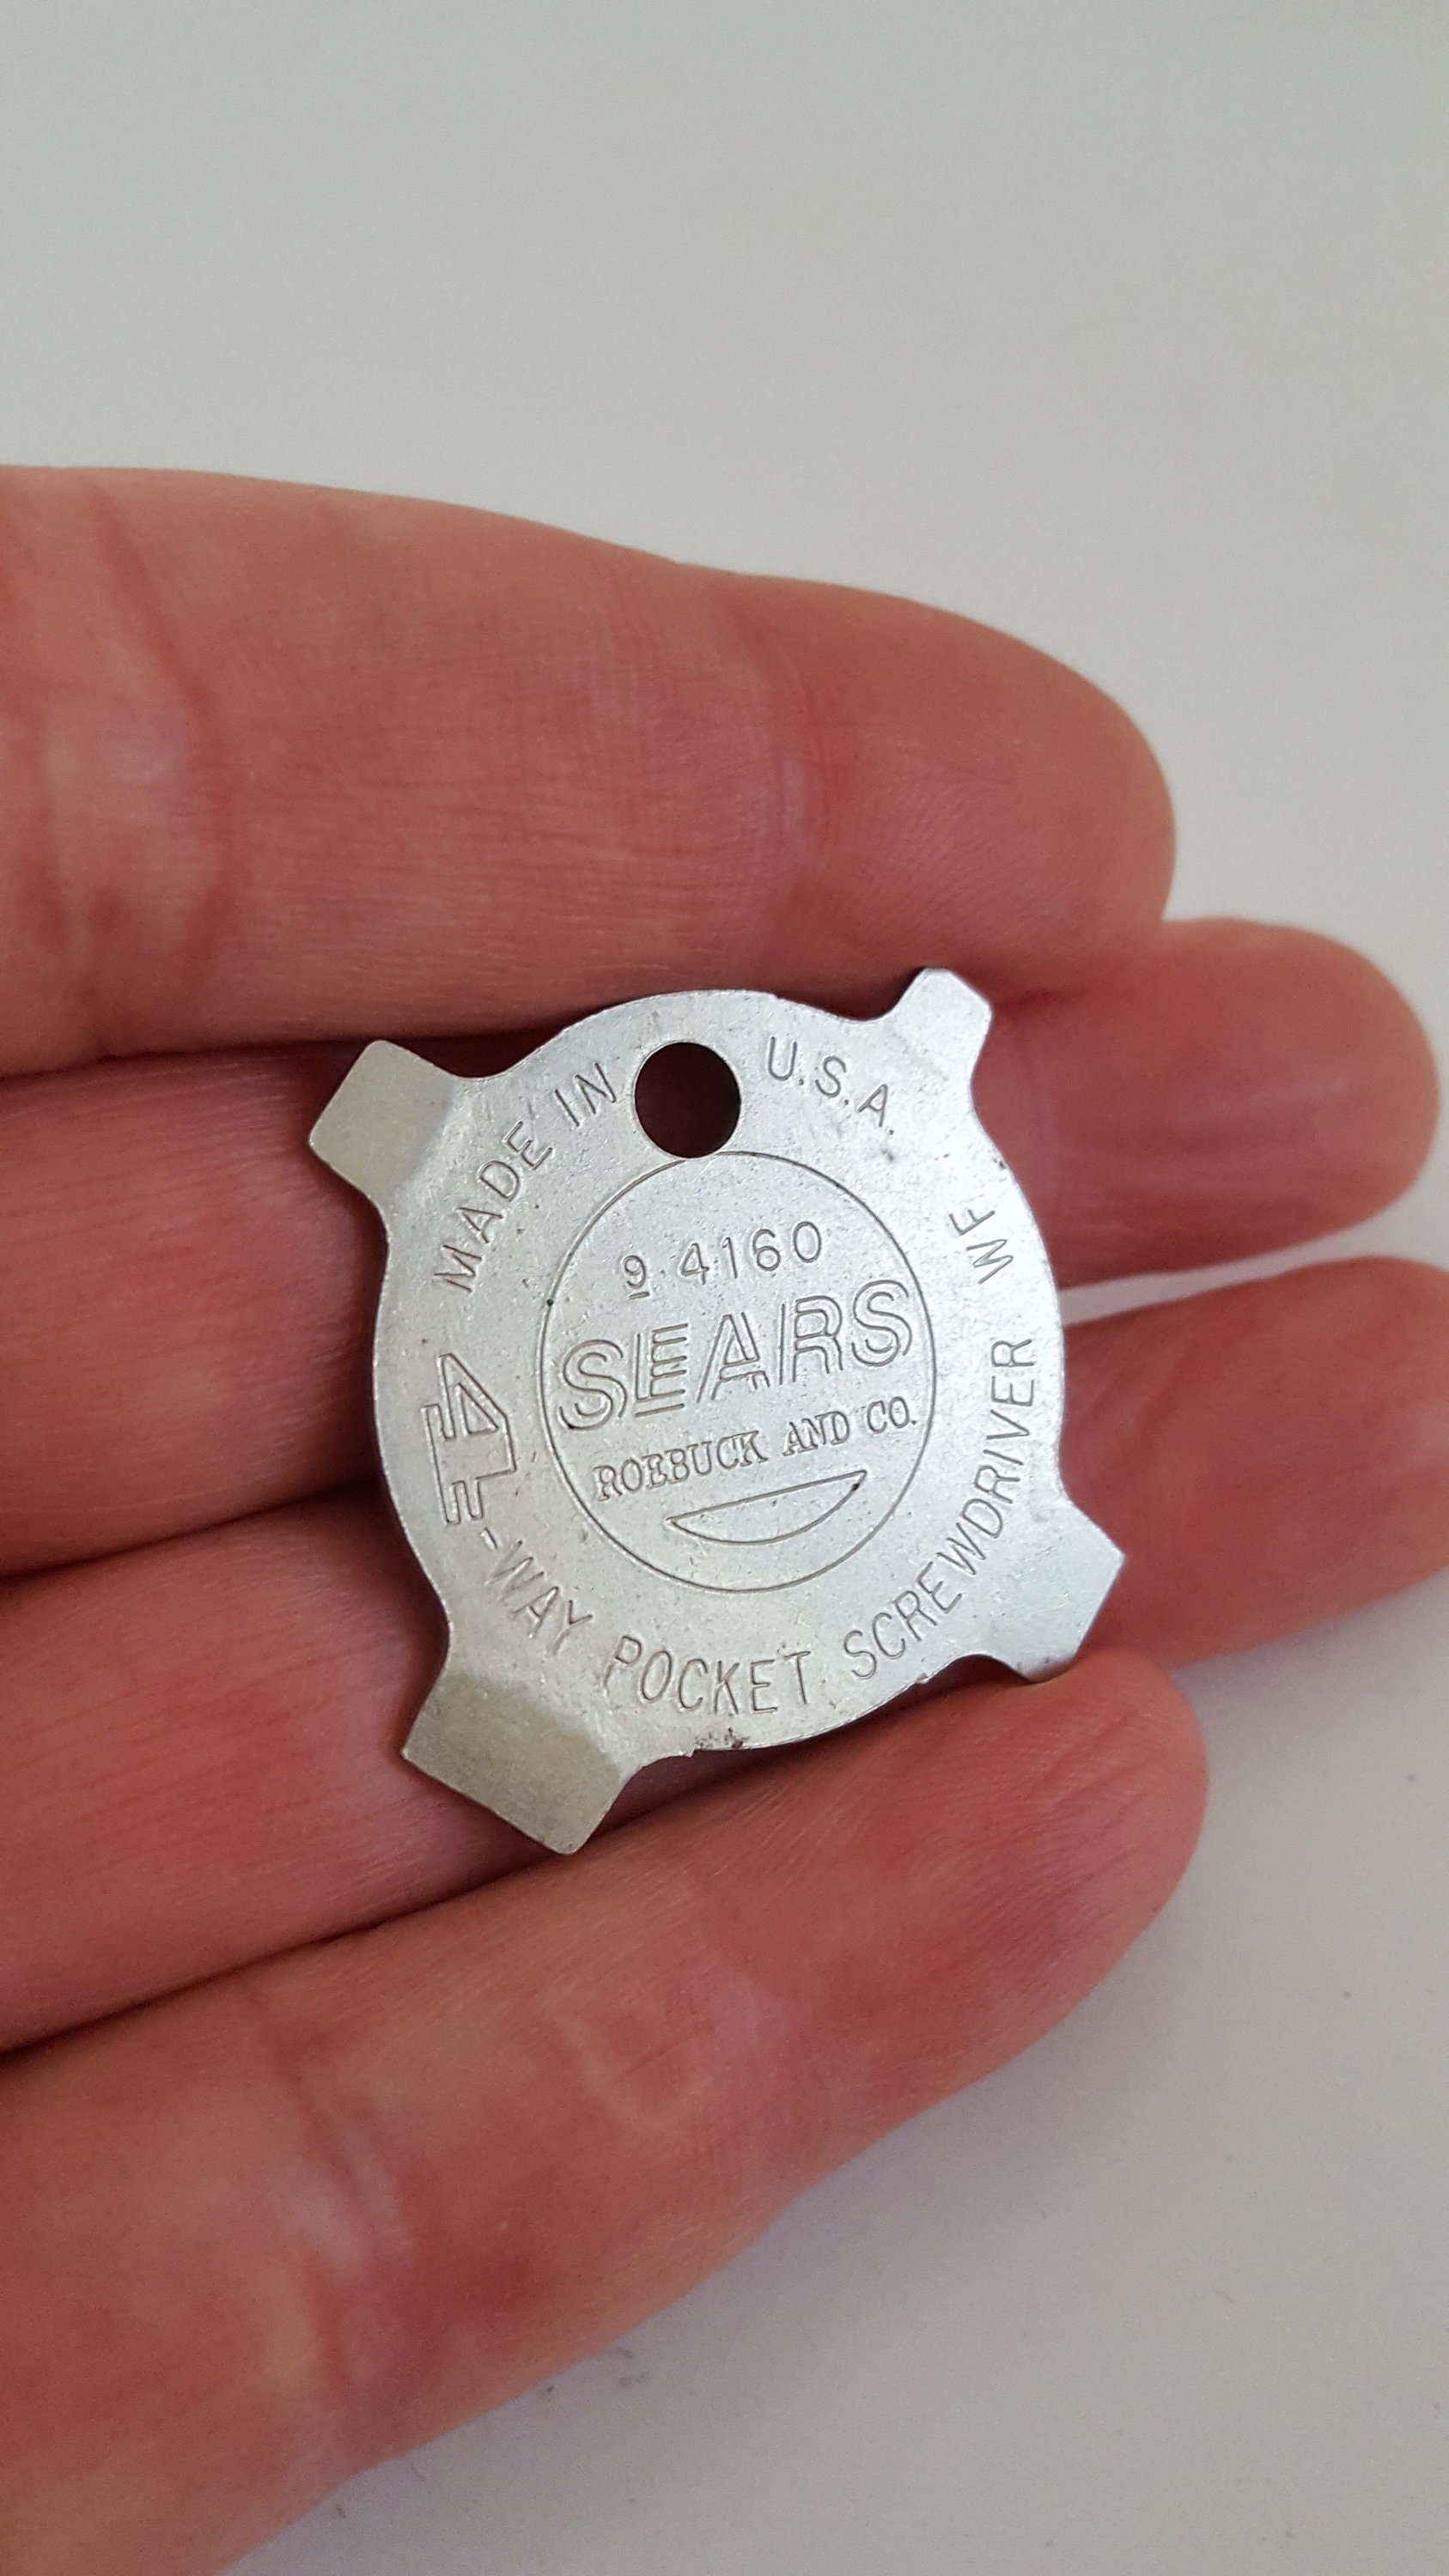 MADE IN U.S.A.
9 4160
SEARS
ROEBUCK AND CO.
4-WAY POCKET SCREWDRIVER WF